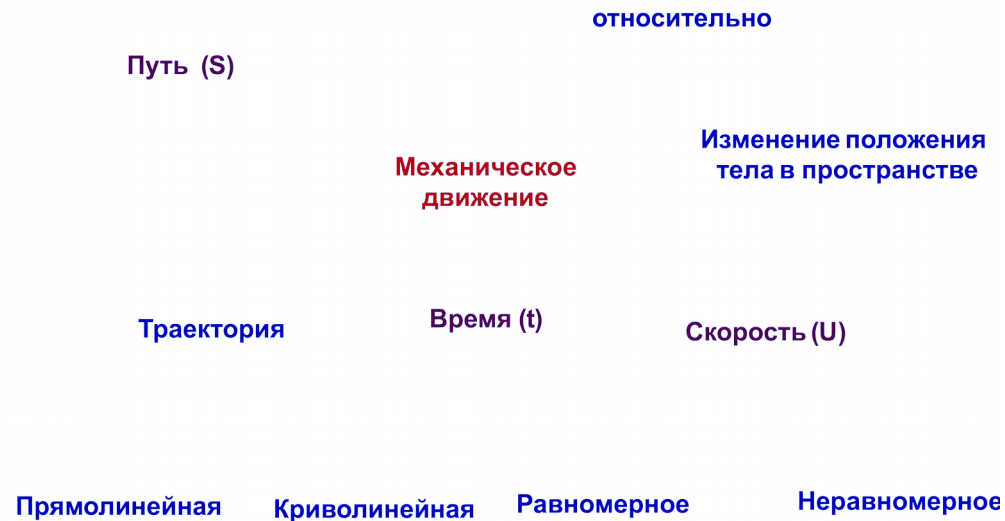 относительно
Путь (S)
Изменение положения
тела в пространстве
Механическое
движение
Время (t)
Траектория
Скорость (U)
Прямолинейная
Криволинейная
Равномерное
Неравномерное